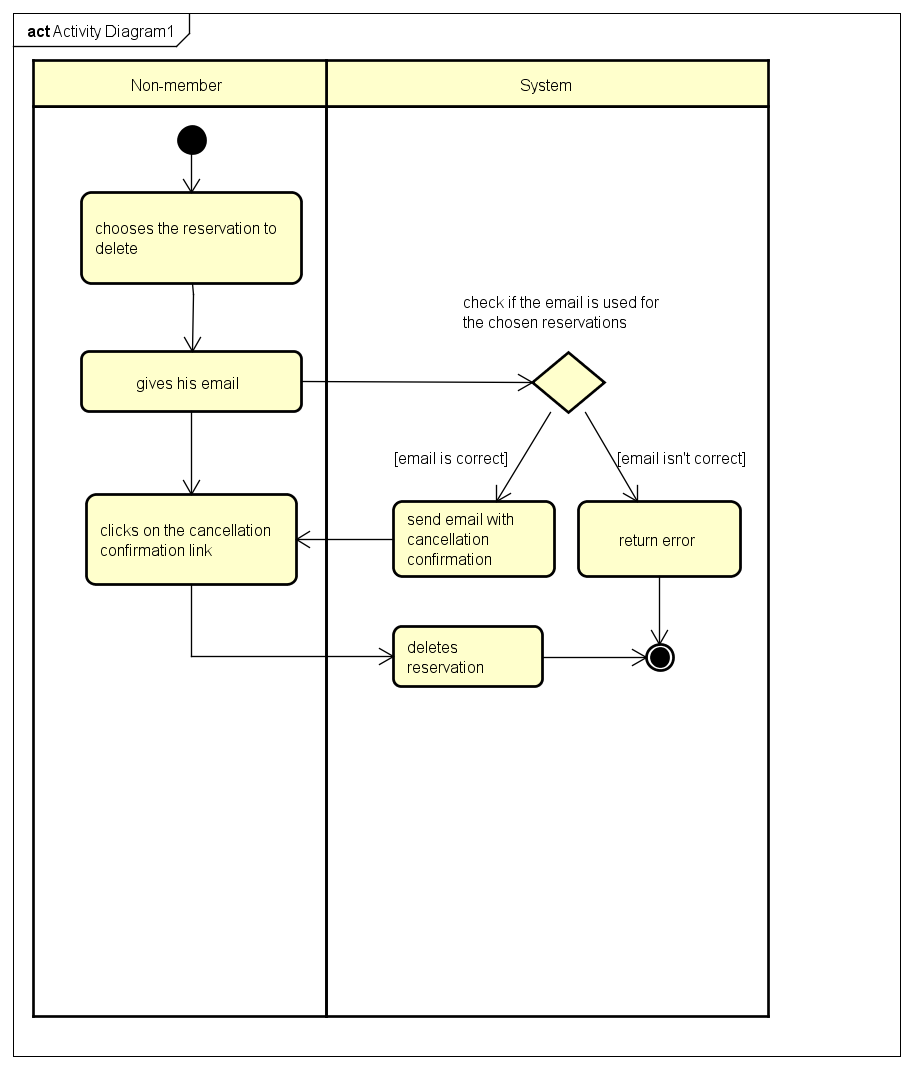 act Activity Diagram1
Non-member
System
chooses the reservation to
delete
check if the email is used for
the chosen reservations
gives his email
[email is correct]
[email isn't correct]
clicks on the cancellation
confirmation link
send email with
cancellation
confirmation
return error
deletes
reservation